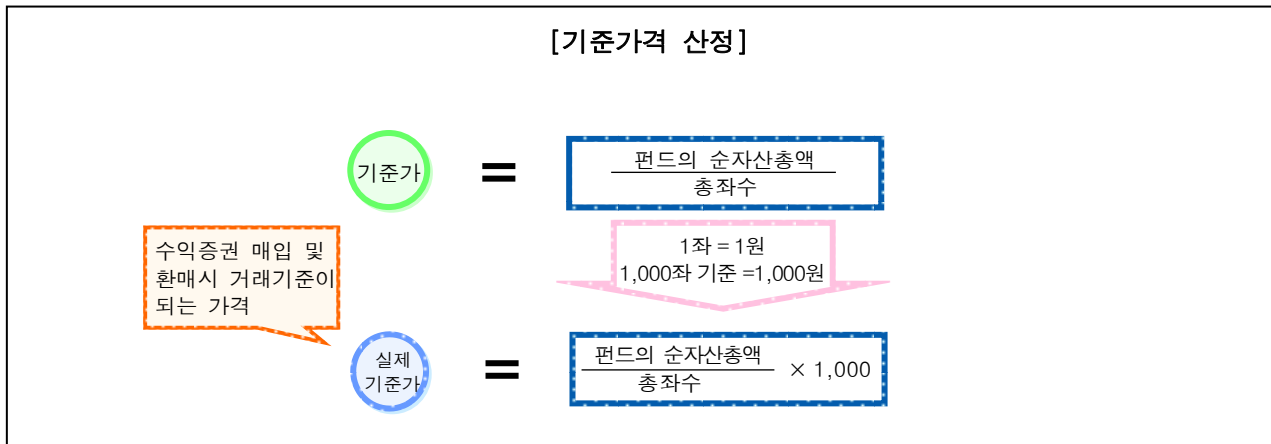 [기준가격 산정]
기준가
=
펀드의 순자산총액
총좌수
1좌 = 1원
1,000좌 기준 =1,000원
수익증권 매입 및
환매시 거래기준이
되는 가격
실제
기준가
=
펀드의 순자산총액
총좌수
× 1,000